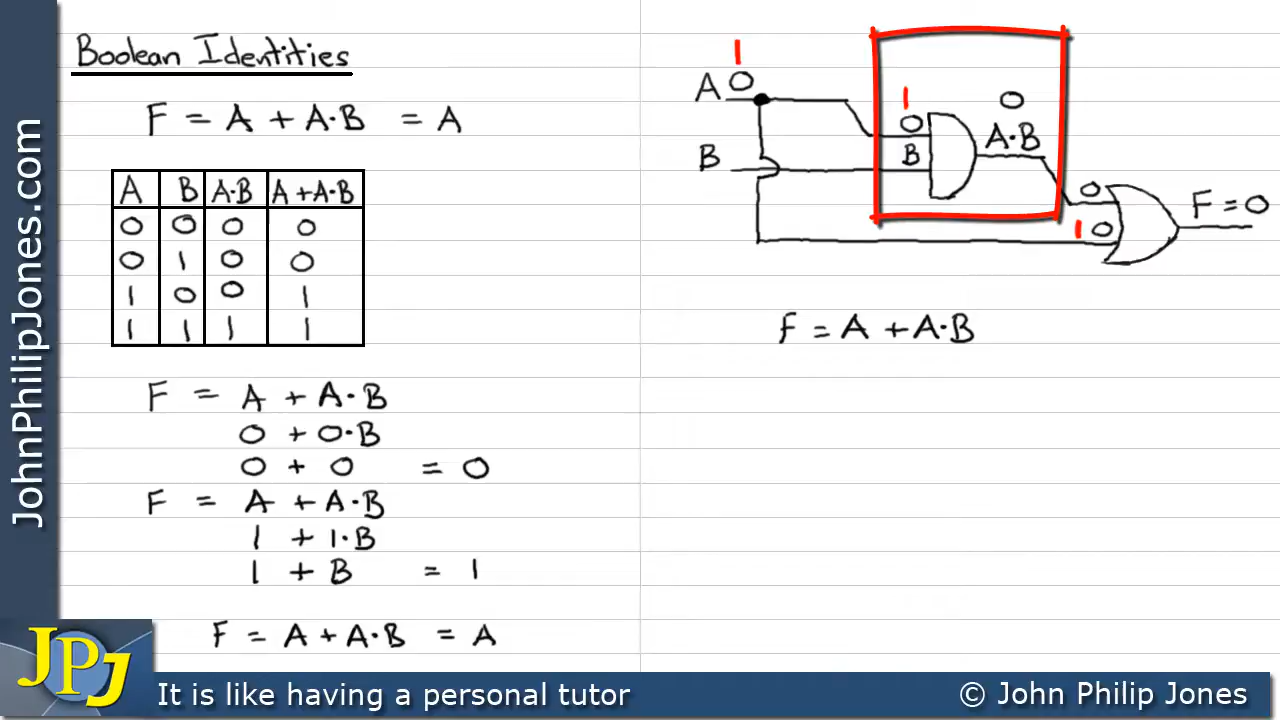 Boolean Identities
F = A + A·B = A
A B A·B A+A·B
0 0 0 0
0 1 0 0
1 0 0 1
1 1 1 1
F = A + A·B
0 + 0·B
0 + 0 = 0
F = A + A·B
1 + 1·B
1 + B = 1
F = A + A·B = A
1
A 0
B
1
0
B
0
A·B
0
1 0
F = 0
F = A + A·B
JohnPhilipJones.com
JPJ
It is like having a personal tutor
© John Philip Jones